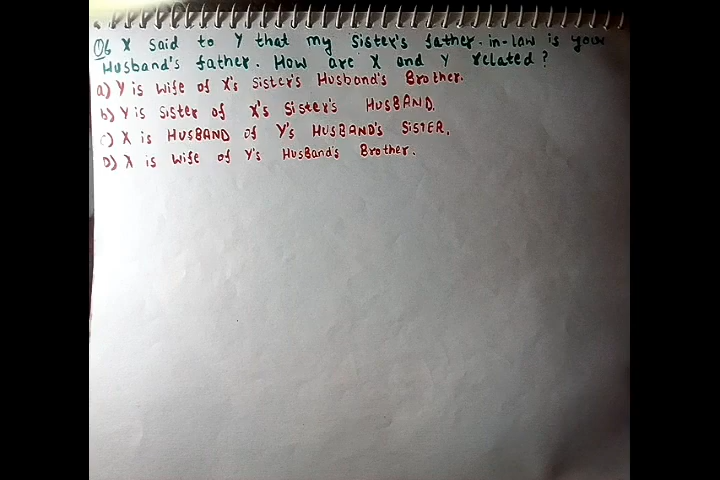 Q6 X Said to Y that my Sister's father-in-law is your
Husband's father. How are X and Y related?
a) Y is wife of X's Sister's Husband's Brother.
b) Y is Sister of X's Sister's HUSBAND.
c) X is HUSBAND of Y's HUSBAND's SISTER.
D) X is wife of Y's HusBand's Brother.